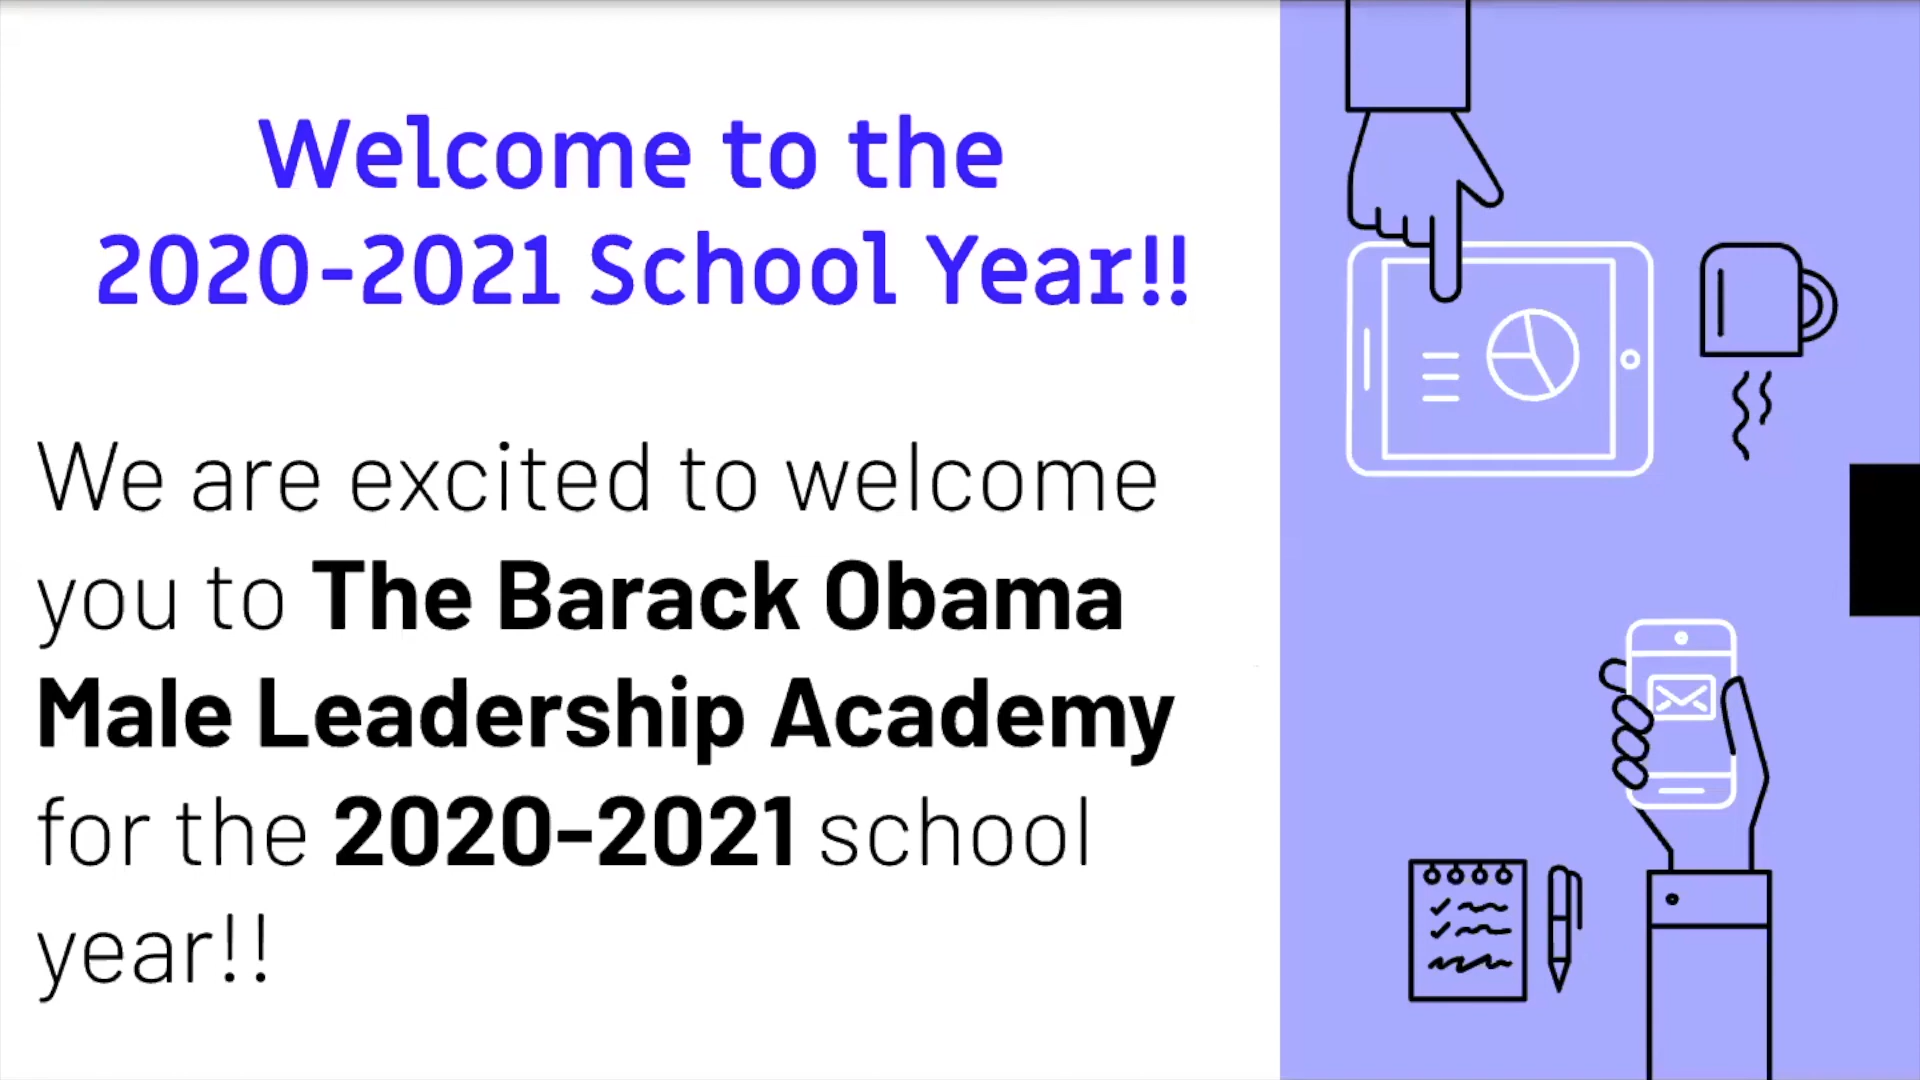 Welcome to the
2020-2021 School Year!!
We are excited to welcome
you to The Barack Obama
Male Leadership Academy
for the 2020-2021 school
year!!